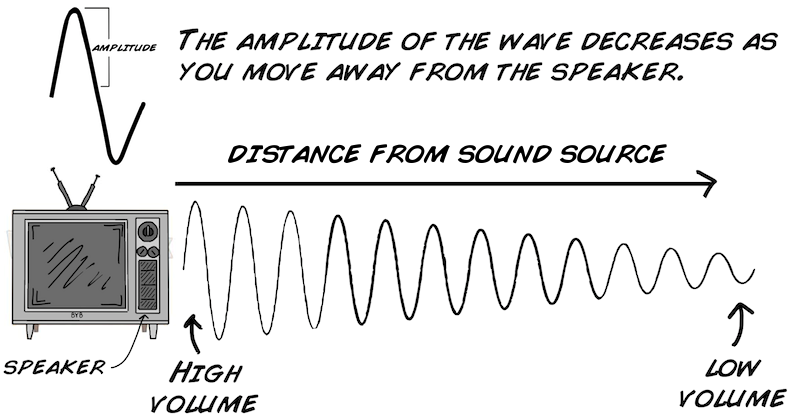 AMPLITUDE
THE AMPLITUDE OF THE WAVE DECREASES AS
YOU MOVE AWAY FROM THE SPEAKER.
DISTANCE FROM SOUND SOURCE
BYB
SPEAKER
HIGH
VOLUME
LOW
VOLUME